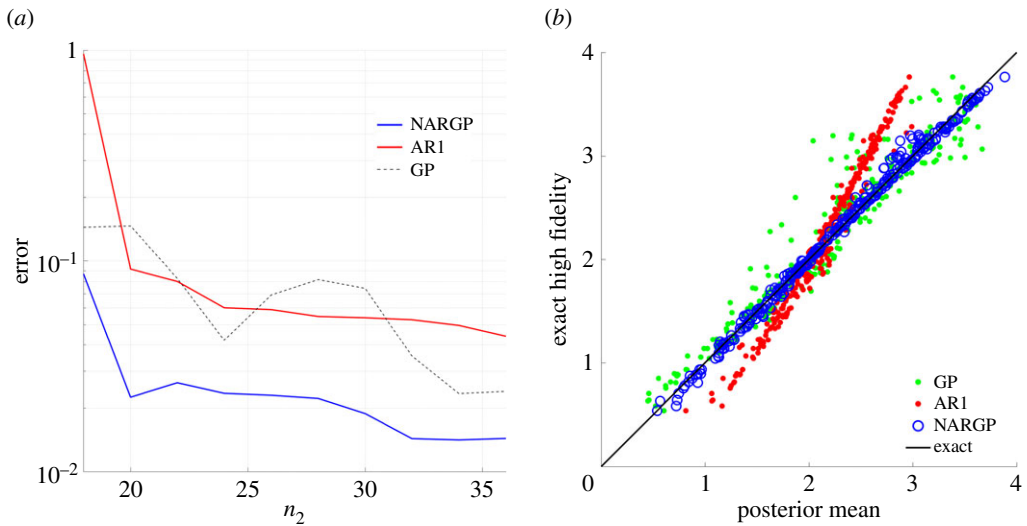 (a)
1
10⁻¹
10⁻²
error
20
25
30
35
n₂
NARGP
AR1
GP
(b)
4
3
2
1
0
1
2
3
4
exact high fidelity
posterior mean
GP
AR1
NARGP
exact